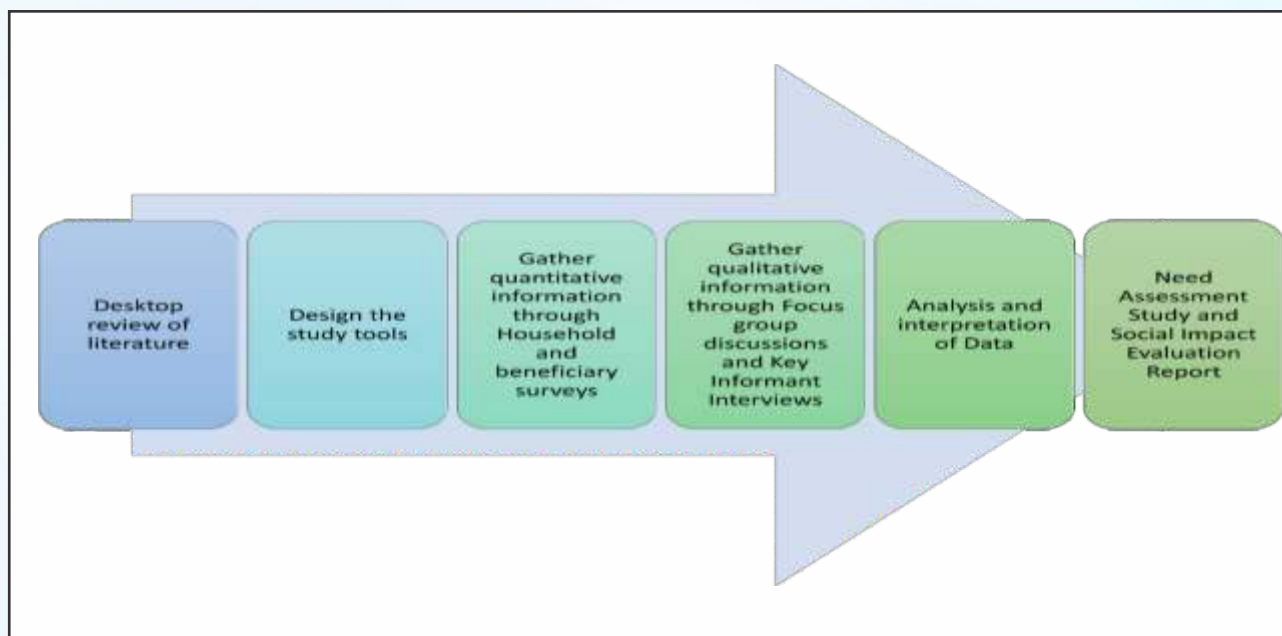 Desktop
review of
literature
Design the
study tools
Gather
quantitative
information
through
Household
and
beneficiary
surveys
Gather
qualitative
information
through Focus
group
discussions
and Key
Informant
Interviews
Analysis and
interpretation
of Data
Need
Assessment
Study and
Social Impact
Evaluation
Report